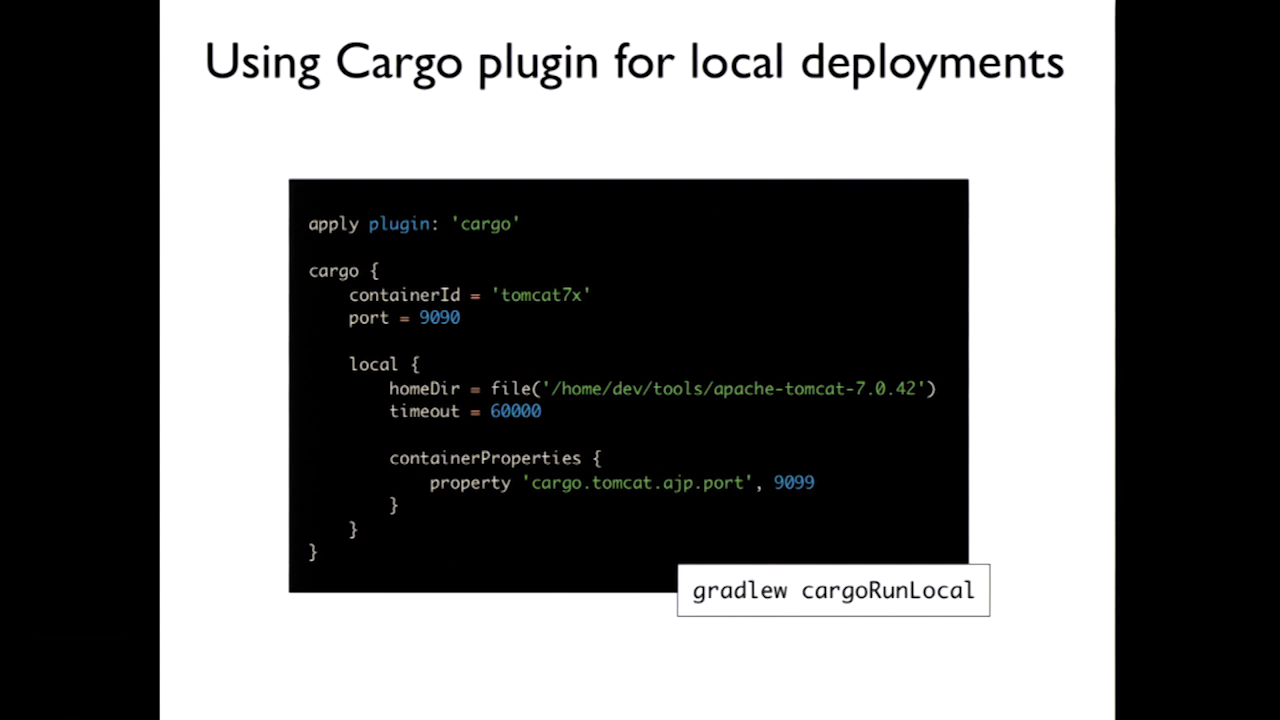 Using Cargo plugin for local deployments
apply plugin: 'cargo'
cargo {
    containerId = 'tomcat7x'
    port = 9090
    local {
        homeDir = file('/home/dev/tools/apache-tomcat-7.0.42')
        timeout = 60000
        containerProperties {
            property 'cargo.tomcat.ajp.port', 9099
        }
    }
}
gradlew cargoRunLocal